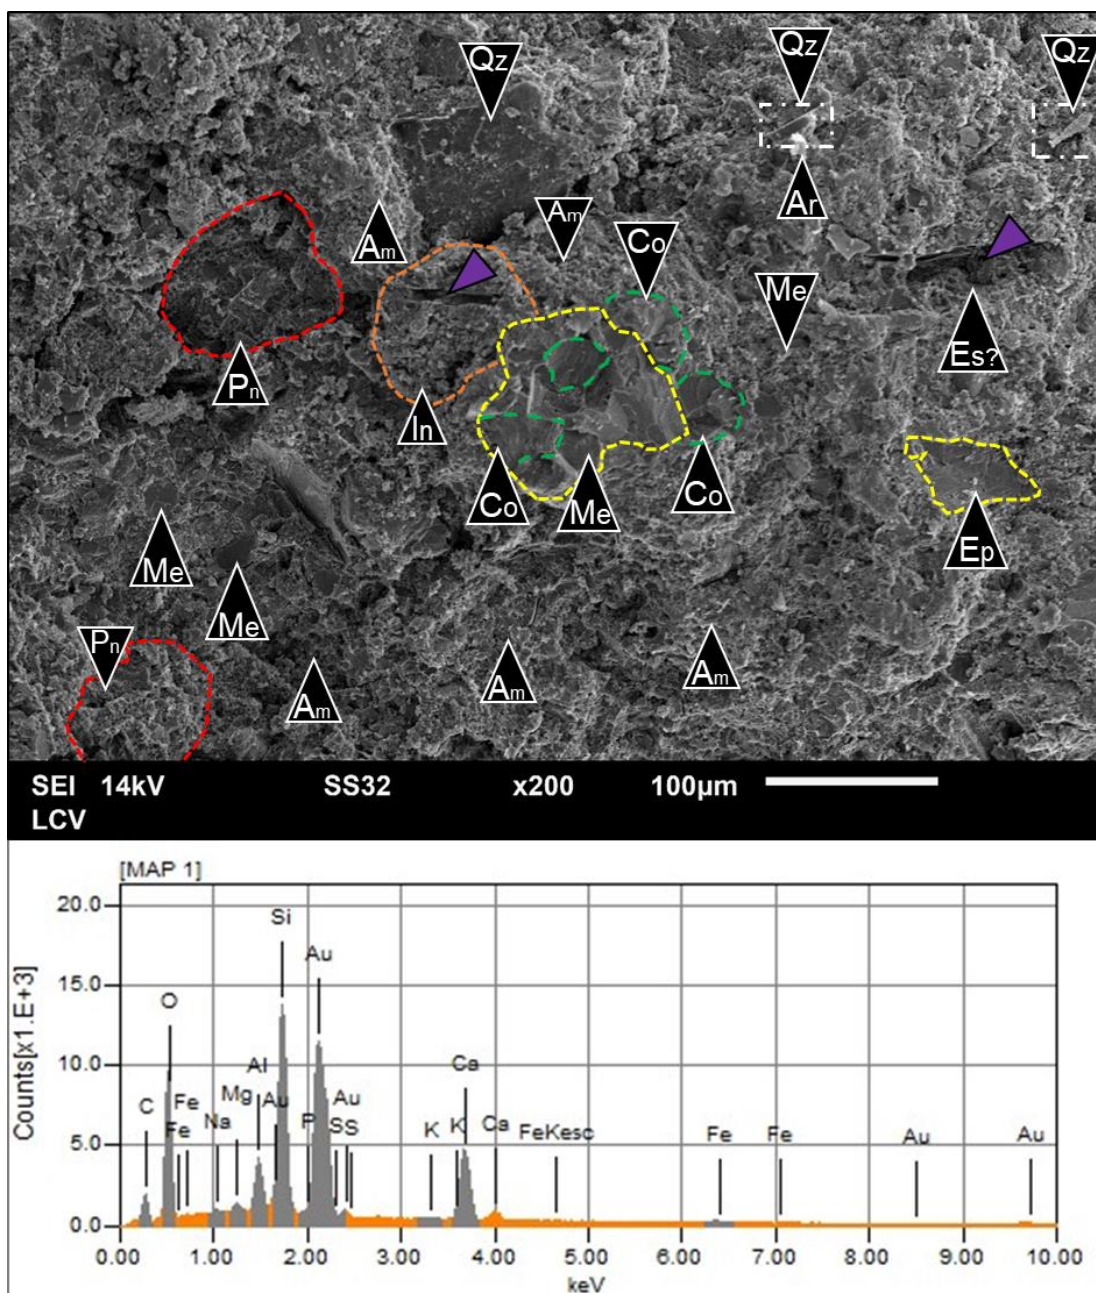 Qz Qz Qz
Am Am Co Ar
Me
Pn In Es?
Co Me Co Ep
Me Me
Pn
Am Am Am
SEI 14kV SS32 x200 100µm
LCV
[MAP 1]
Counts[x1.E+3]
20.0
15.0
10.0
5.0
0.0
Si
Au
O
Al Ca
C Fe Mg Au Au
Fe Na P SS K K Ca FeKesc Fe Fe Au Au
0.00 1.00 2.00 3.00 4.00 5.00 6.00 7.00 8.00 9.00 10.00
keV